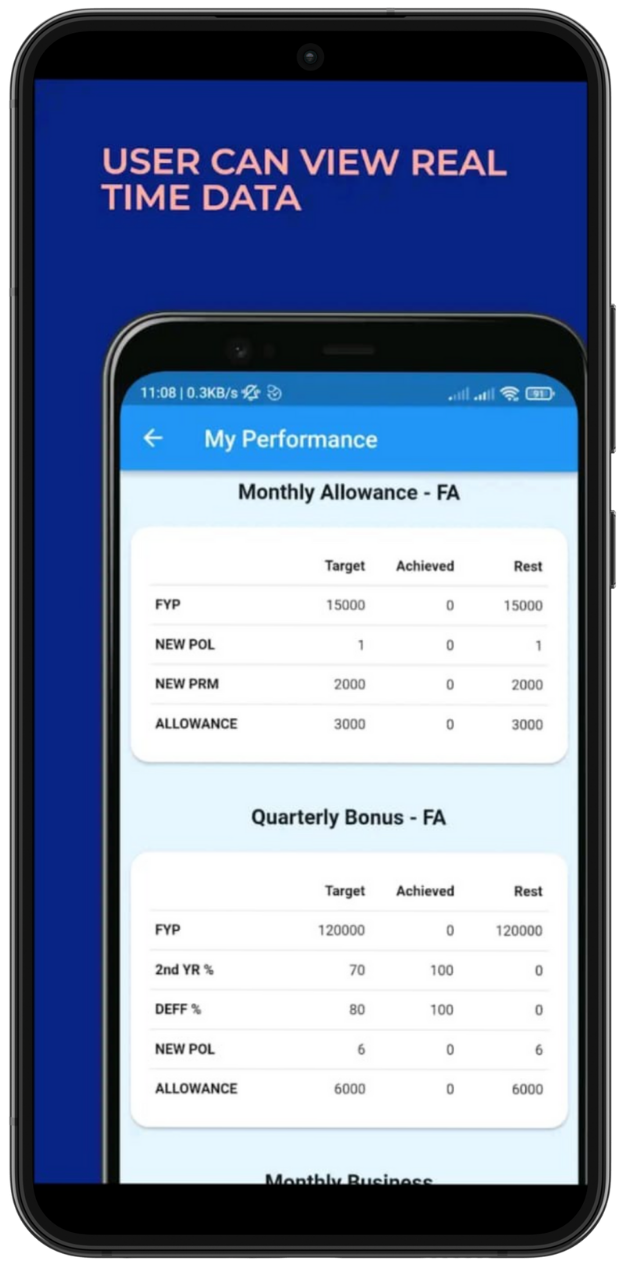 USER CAN VIEW REAL
TIME DATA
11:08 | 0.3KB/s 91
My Performance
Monthly Allowance - FA
Target Achieved Rest
FYP 15000 0 15000
NEW POL 1 0 1
NEW PRM 2000 0 2000
ALLOWANCE 3000 0 3000
Quarterly Bonus - FA
Target Achieved Rest
FYP 120000 0 120000
2nd YR % 70 100 0
DEFF % 80 100 0
NEW POL 6 0 6
ALLOWANCE 6000 0 6000
Monthly Business